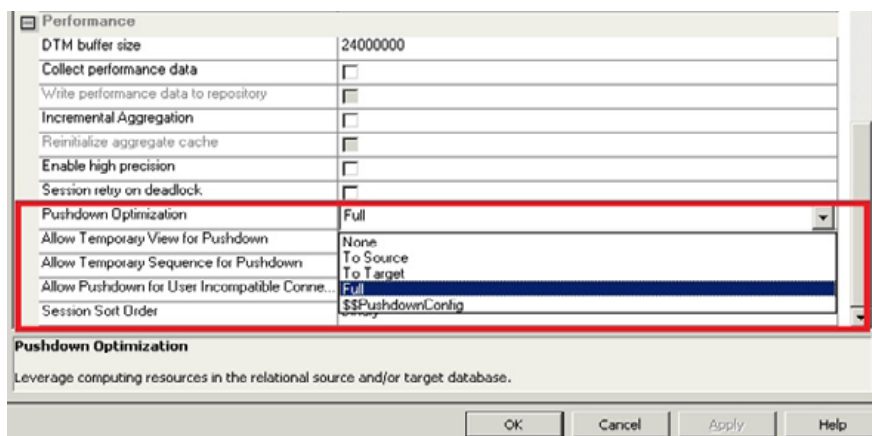 Performance
DTM buffer size 24000000
Collect performance data
Write performance data to repository
Incremental Aggregation
Reinitialize aggregate cache
Enable high precision
Session retry on deadlock
Pushdown Optimization Full
Allow Temporary View for Pushdown
None
To Source
Allow Temporary Sequence for Pushdown
To Target
Allow Pushdown for User Incompatible Conne...
Full
$$PushdownConfig
Session Sort Order
Pushdown Optimization
Leverage computing resources in the relational source and/or target database.
OK Cancel Apply Help